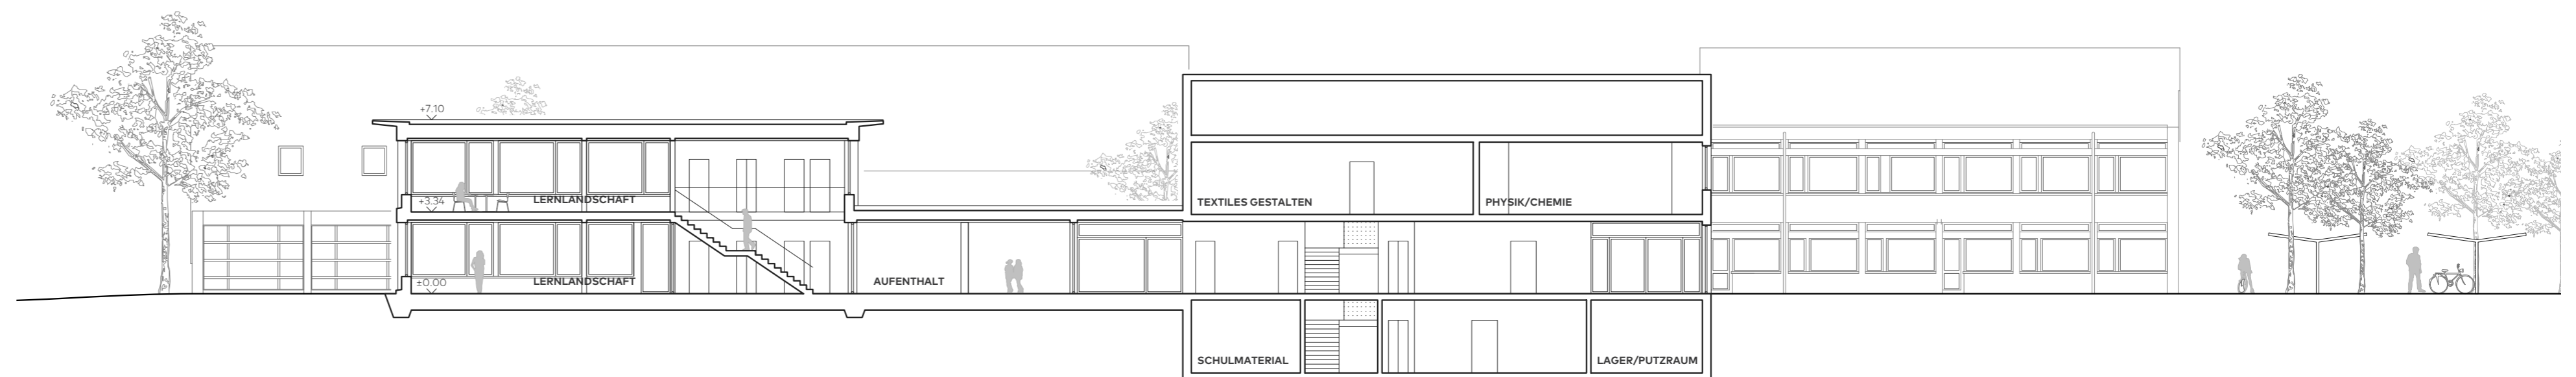 +7.10
TEXTILES GESTALTEN
PHYSIK/CHEMIE
+3.34
LERNLANDSCHAFT
±0.00
LERNLANDSCHAFT
AUFENTHALT
SCHULMATERIAL
LAGER/PUTZRAUM